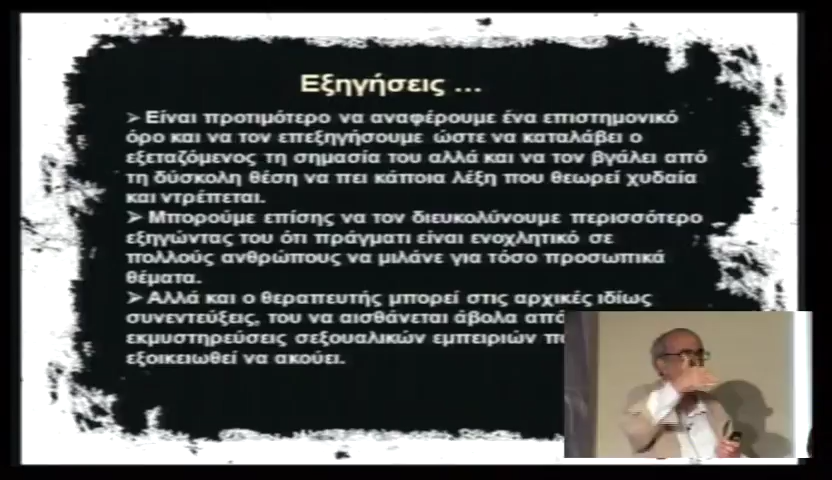 Εξηγήσεις ...
➢ Είναι προτιμότερο να αναφέρουμε ένα επιστημονικό
όρο και να τον επεξηγήσουμε ώστε να καταλάβει ο
εξεταζόμενος τη σημασία του αλλά και να τον βγάλει από
τη δύσκολη θέση να πει κάποια λέξη που θεωρεί χυδαία
και ντρέπεται.
➢ Μπορούμε επίσης να τον διευκολύνουμε περισσότερο
εξηγώντας του ότι πράγματι είναι ενοχλητικό σε
πολλούς ανθρώπους να μιλάνε για τόσο προσωπικά
θέματα.
➢ Αλλά και ο θεραπευτής μπορεί στις αρχικές ιδίως
συνεντεύξεις, του να αισθάνεται άβολα από
εκμυστηρεύσεις σεξουαλικών εμπειριών
εξοικειωθεί να ακούει.